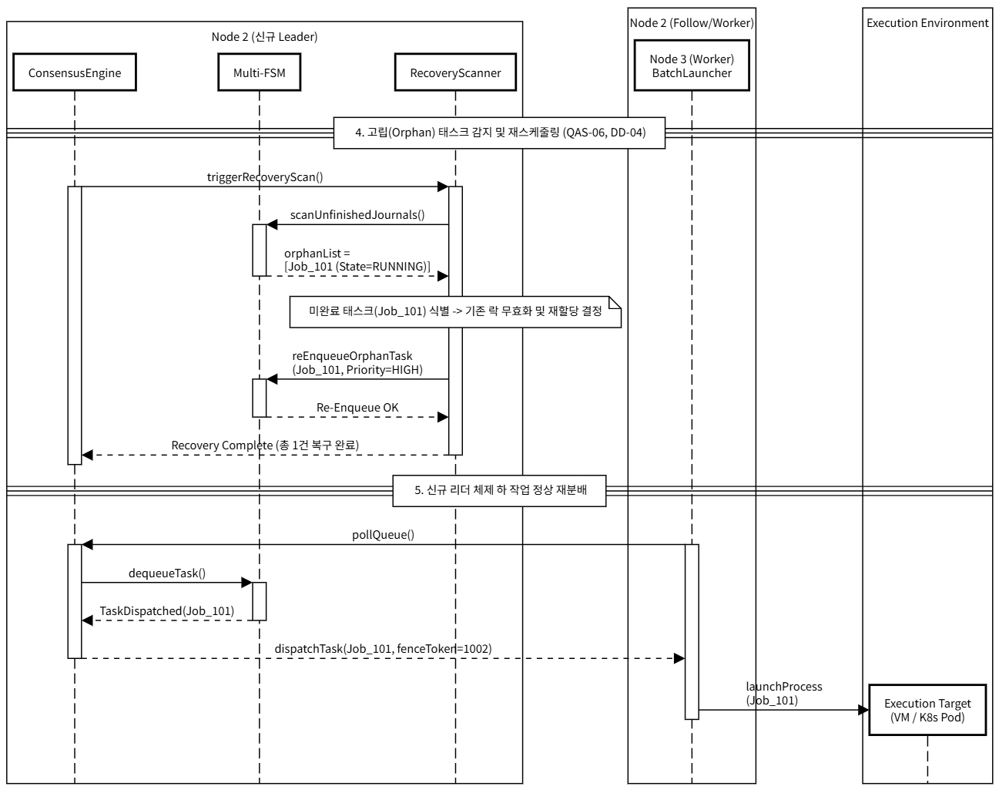 Node 2 (신규 Leader)
Node 2 (Follow/Worker)
Execution Environment
ConsensusEngine
Multi-FSM
RecoveryScanner
Node 3 (Worker)
BatchLauncher
4. 고립(Orphan) 태스크 감지 및 재스케줄링 (QAS-06, DD-04)
triggerRecoveryScan()
scanUnfinishedJournals()
orphanList =
[Job_101 (State=RUNNING)]
미완료 태스크(Job_101) 식별 -> 기존 락 무효화 및 재할당 결정
reEnqueueOrphanTask
(Job_101, Priority=HIGH)
Re-Enqueue OK
Recovery Complete (총 1건 복구 완료)
5. 신규 리더 체제 하 작업 정상 재분배
pollQueue()
dequeueTask()
TaskDispatched(Job_101)
dispatchTask(Job_101, fenceToken=1002)
launchProcess
(Job_101)
Execution Target
(VM / K8s Pod)